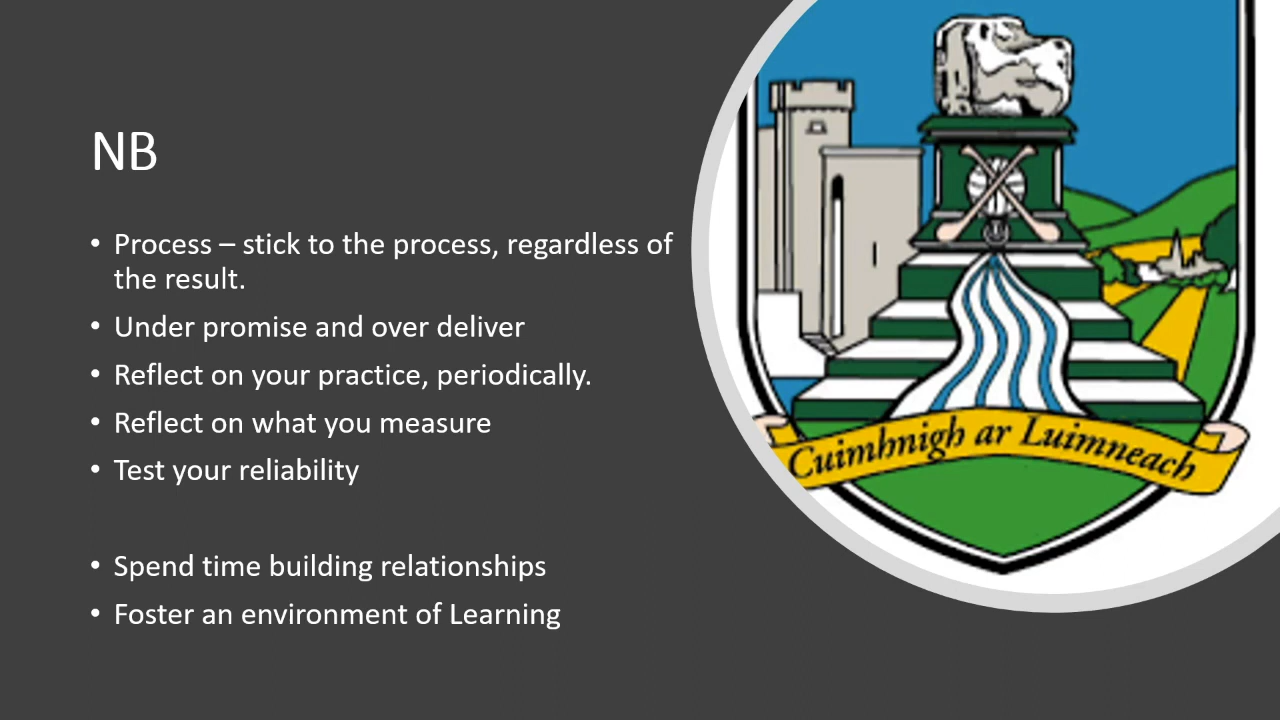 NB
• Process – stick to the process, regardless of
the result.
• Under promise and over deliver
• Reflect on your practice, periodically.
• Reflect on what you measure
• Test your reliability
• Spend time building relationships
• Foster an environment of Learning
Cuimhnigh ar Luimneach